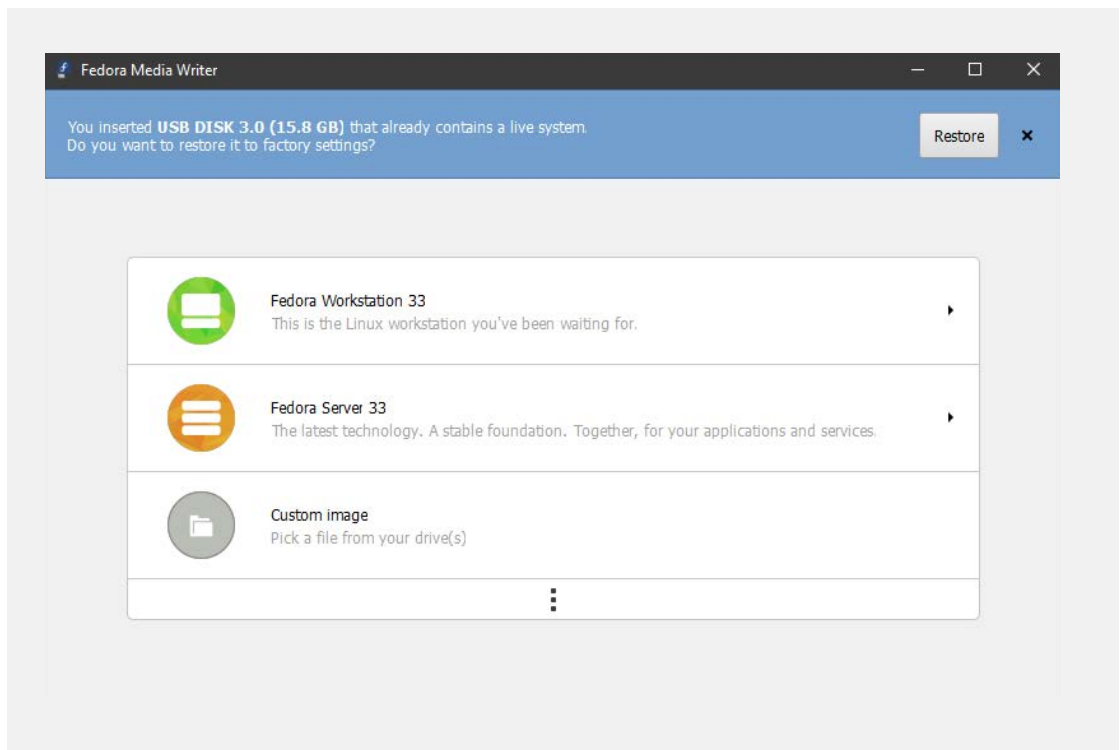 Fedora Media Writer
You inserted USB DISK 3.0 (15.8 GB) that already contains a live system.
Do you want to restore it to factory settings?
Restore
Fedora Workstation 33
This is the Linux workstation you've been waiting for.
Fedora Server 33
The latest technology. A stable foundation. Together, for your applications and services.
Custom image
Pick a file from your drive(s)